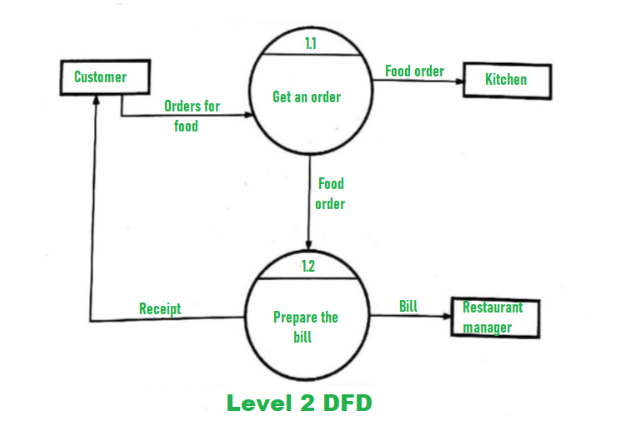 1.1
Customer
Get an order
Food order
Kitchen
Orders for
food
Food
order
1.2
Receipt
Prepare the
bill
Bill
Restaurant
manager
Level 2 DFD